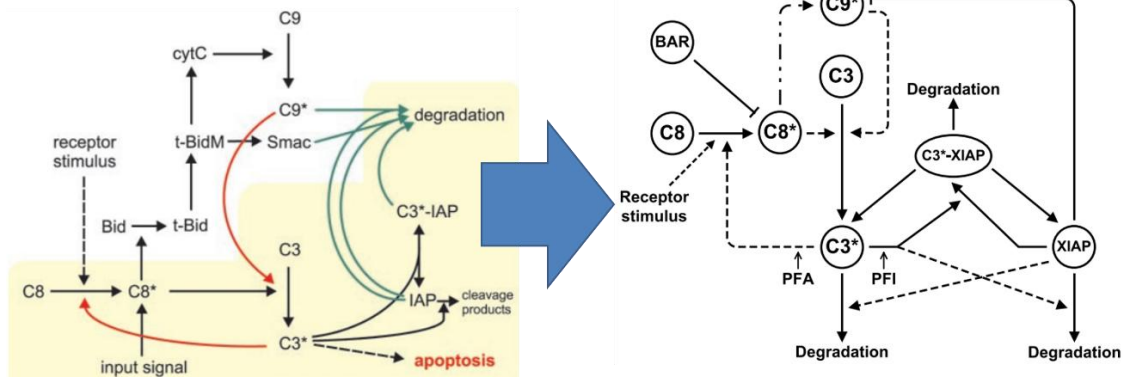 C9
cytC
C9*
degradation
receptor
stimulus
t-BidM
Smac
C3*-IAP
Bid
t-Bid
C3
C8
C8*
IAP
cleavage
products
C3*
apoptosis
input signal
C9*
BAR
C3
Degradation
C8
C8*
C3*-XIAP
Receptor
stimulus
C3*
XIAP
PFA
PFI
Degradation
Degradation